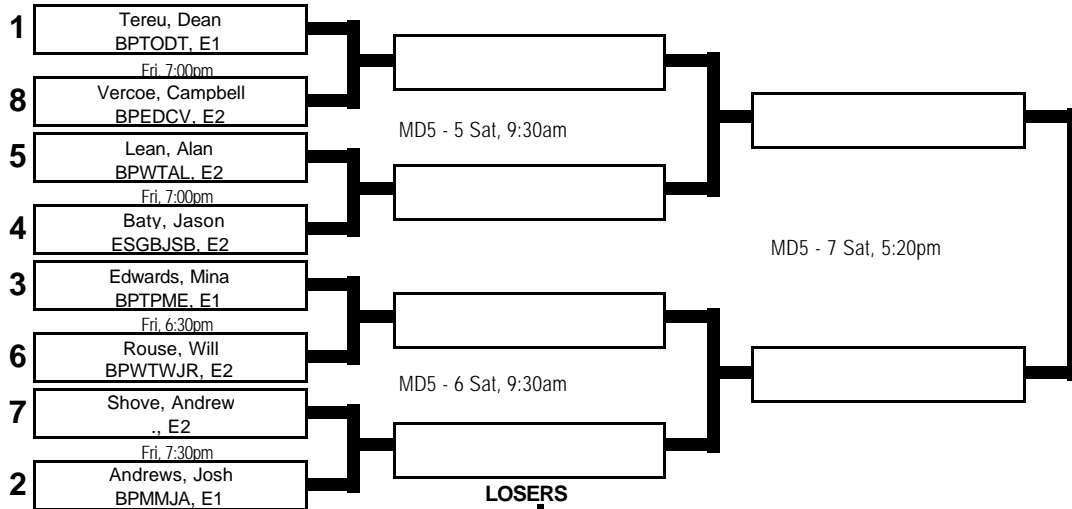 1
Tereu, Dean
BPTODT, E1
Fri, 7:00pm
8
Vercoe, Campbell
BPEDCV, E2
5
Lean, Alan
BPWTAL, E2
Fri, 7:00pm
4
Baty, Jason
ESGBJSB, E2
3
Edwards, Mina
BPTPME, E1
Fri, 6:30pm
6
Rouse, Will
BPWTWJR, E2
7
Shove, Andrew
., E2
Fri, 7:30pm
2
Andrews, Josh
BPMMJA, E1
MD5 - 5 Sat, 9:30am
MD5 - 6 Sat, 9:30am
LOSERS
MD5 - 7 Sat, 5:20pm